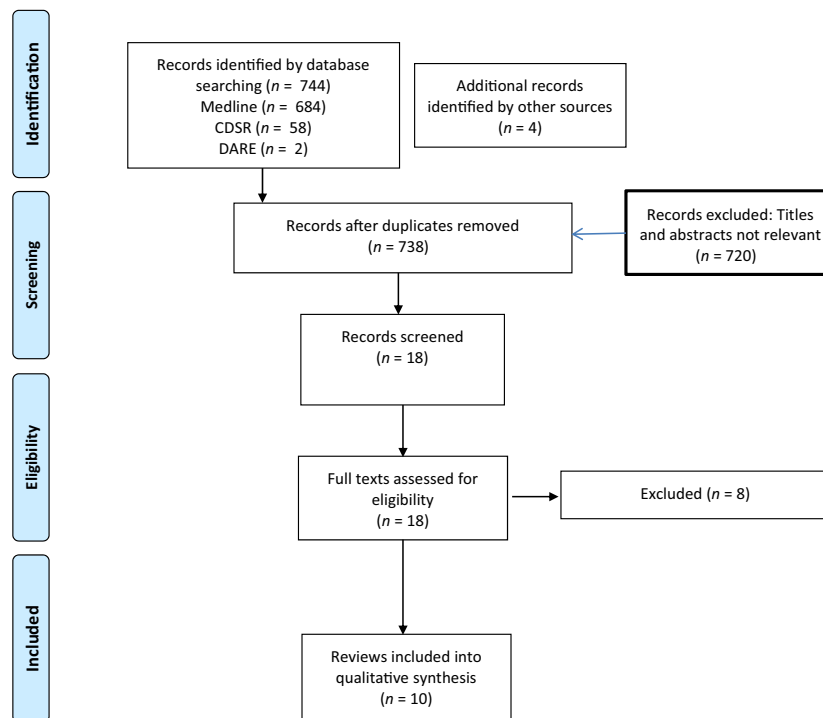 Identification
Records identified by database
searching (n = 744)
Medline (n = 684)
CDSR (n = 58)
DARE (n = 2)
Additional records
identified by other sources
(n = 4)
Screening
Records after duplicates removed
(n = 738)
Records excluded: Titles
and abstracts not relevant
(n = 720)
Records screened
(n = 18)
Eligibility
Full texts assessed for
eligibility
(n = 18)
Excluded (n = 8)
Included
Reviews included into
qualitative synthesis
(n = 10)